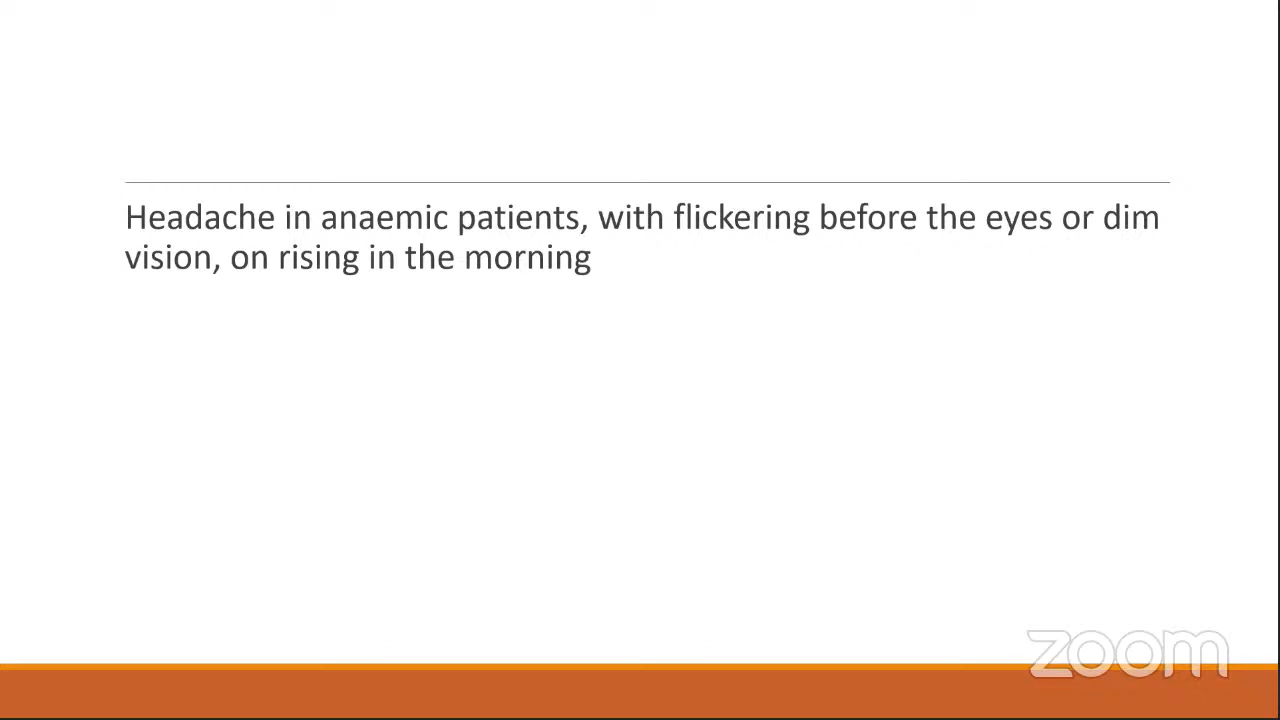 Headache in anaemic patients, with flickering before the eyes or dim
vision, on rising in the morning
zoom